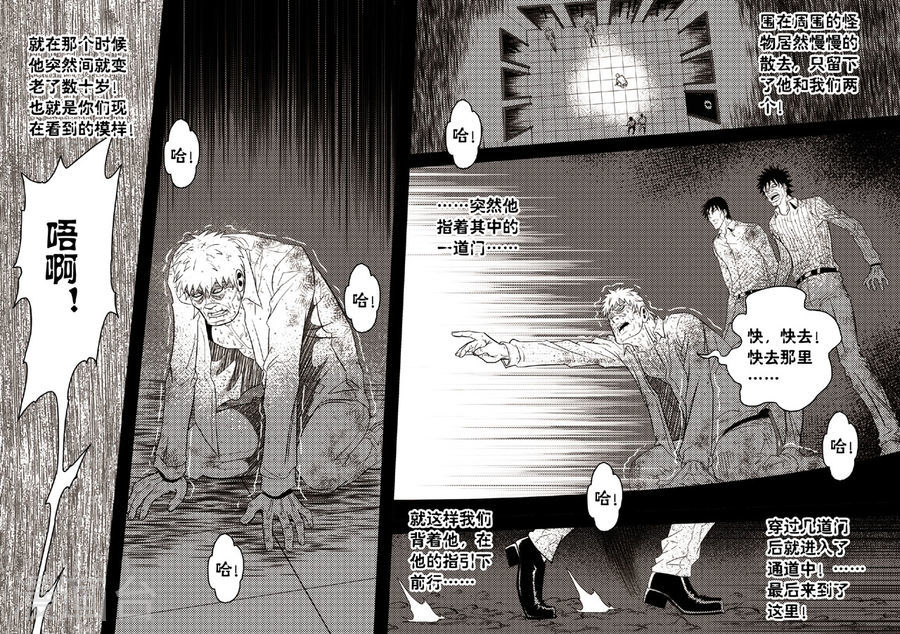 就在那个时候
他突然间就变
老了数十岁！
也就是你们现
在看到的模样！
唔啊！
哈！
哈！
哈！
围在周围的怪
物居然慢慢的
散去，只留下
了他和我们两
个！
哈！
……突然他
指着其中的
一道门……
快，快去！
快去那里
……
哈！
哈！
就这样我们
背着他，在
他的指引下
前行……
穿过几道门
后就进入了
通道中！……
最后来到了
这里！